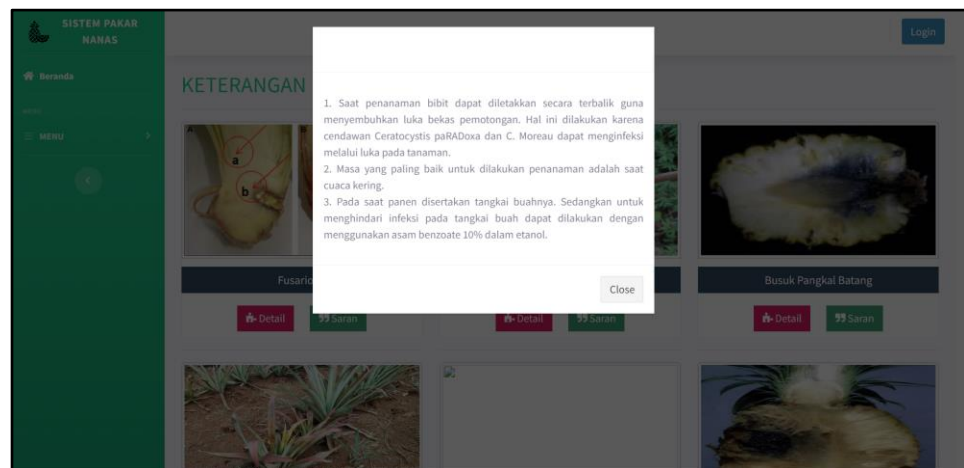 SISTEM PAKAR
NANAS
Login
Beranda
KETERANGAN
MENU
1. Saat penanaman bibit dapat diletakkan secara terbalik guna
menyembuhkan luka bekas pemotongan. Hal ini dilakukan karena
cendawan Ceratocystis paRADoxa dan C. Moreau dapat menginfeksi
melalui luka pada tanaman.
2. Masa yang paling baik untuk dilakukan penanaman adalah saat
cuaca kering.
3. Pada saat panen disertakan tangkai buahnya. Sedangkan untuk
menghindari infeksi pada tangkai buah dapat dilakukan dengan
menggunakan asam benzoate 10% dalam etanol.
Close
A
a
b
Fusario
Busuk Pangkal Batang
Detail
Saran
Detail
Saran
Detail
Saran